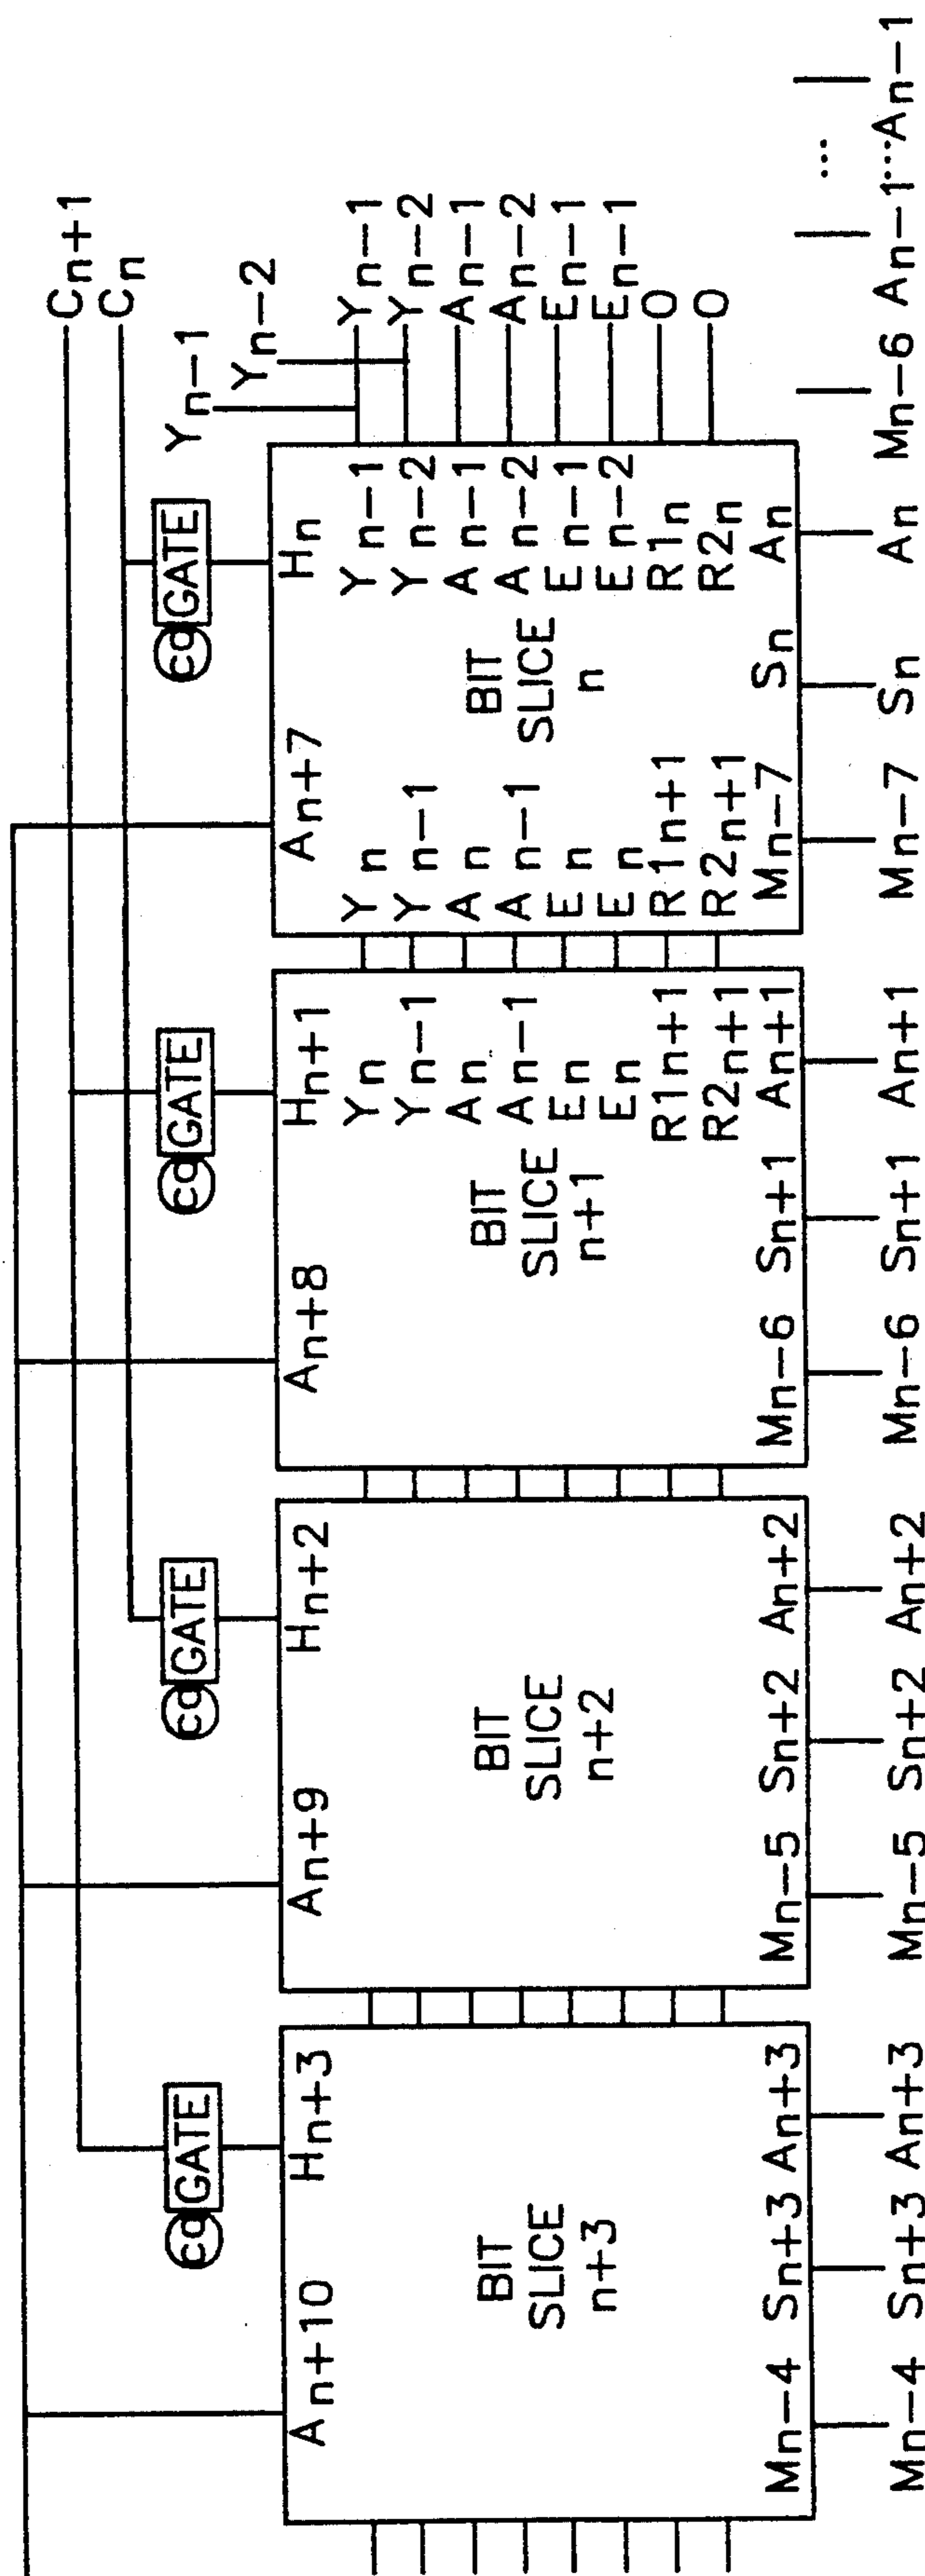 Cn+1
Cn
Yn-1
Yn-2
cq GATE
cq GATE
cq GATE
cq GATE
An+10
Hn+3
An+9
Hn+2
An+8
Hn+1
An+7
Hn
BIT
SLICE
n+3
Mn-4 Sn+3 An+3
BIT
SLICE
n+2
Mn-5 Sn+2 An+2
BIT
SLICE
n+1
Yn
Yn-1
An
An-1
En
En
R1n+1
R2n+1
Mn-6 Sn+1 An+1
Yn
Yn-1
An
An-1
En
En
R1n+1
R2n+1
BIT
SLICE
n
Yn-1
Yn-2
An-1
An-2
En-1
En-2
R1n
R2n
Mn-7 Sn An
Yn-1
Yn-2
An-1
An-2
En-1
En-1
O
O
...
Mn-4 Sn+3 An+3 Mn-5 Sn+2 An+2 Mn-6 Sn+1 An+1 Mn-7 Sn An Mn-6 An-1...An-1